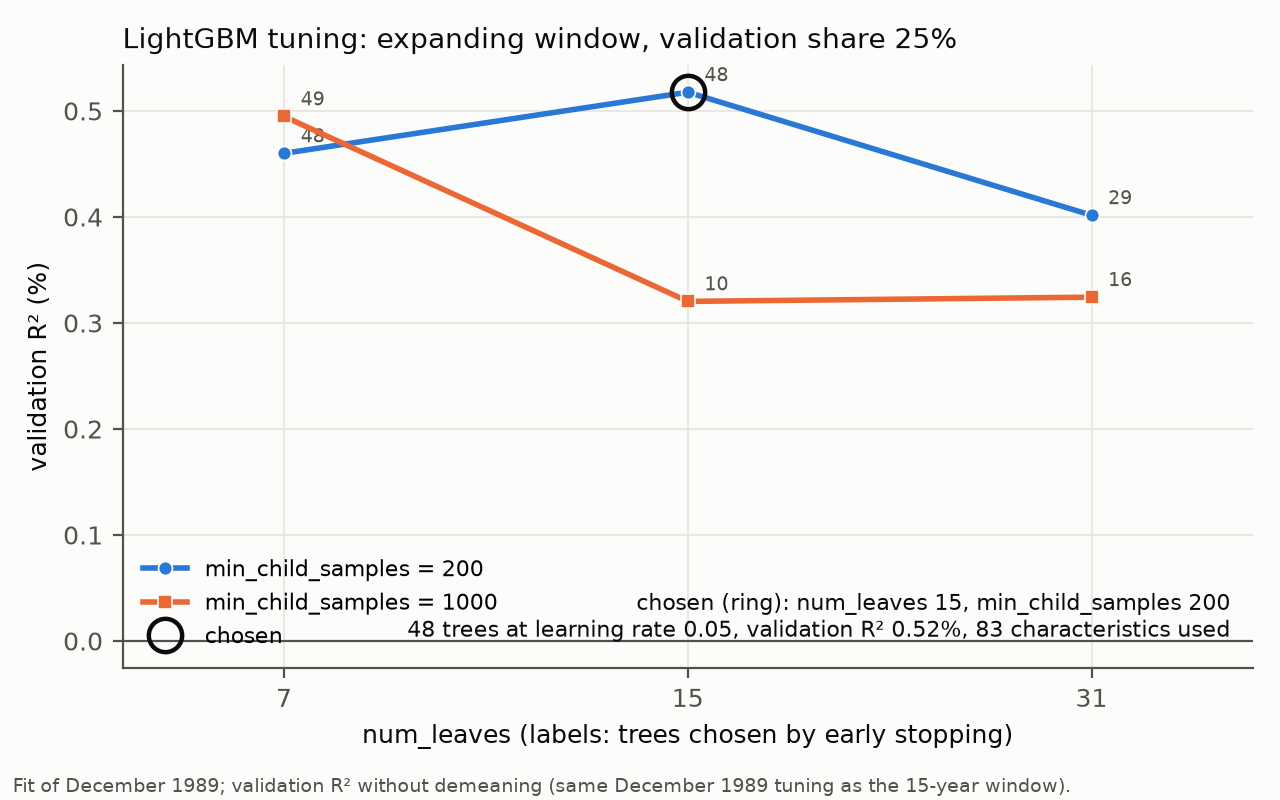 LightGBM tuning: expanding window, validation share 25%
validation R² (%)
0.5
0.4
0.3
0.2
0.1
0.0
49
48
48
10
29
16
min_child_samples = 200
min_child_samples = 1000
chosen
chosen (ring): num_leaves 15, min_child_samples 200
48 trees at learning rate 0.05, validation R² 0.52%, 83 characteristics used
7
15
31
num_leaves (labels: trees chosen by early stopping)
Fit of December 1989; validation R² without demeaning (same December 1989 tuning as the 15-year window).